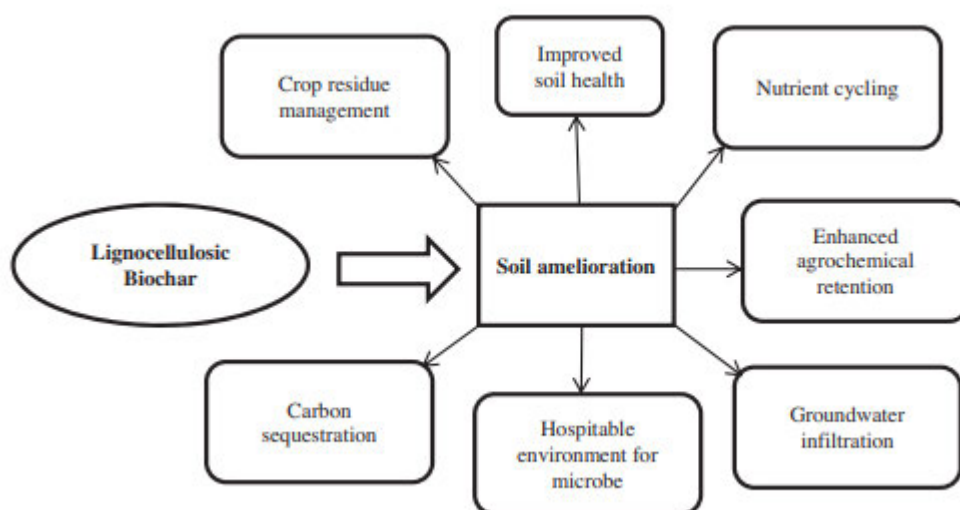 Crop residue
management
Improved
soil health
Nutrient cycling
Lignocellulosic
Biochar
Soil amelioration
Enhanced
agrochemical
retention
Carbon
sequestration
Hospitable
environment for
microbe
Groundwater
infiltration